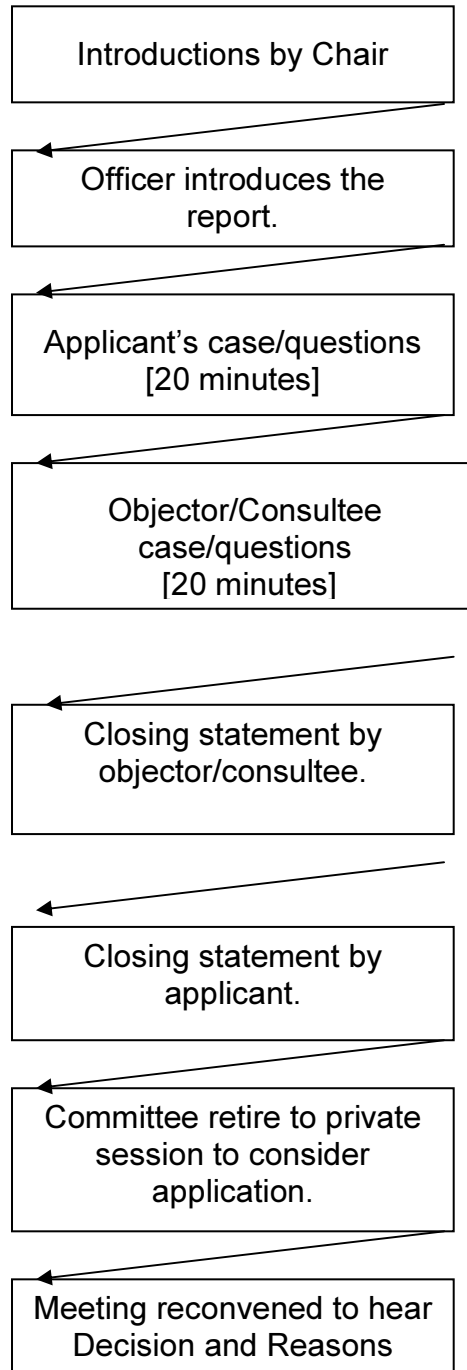 Introductions by Chair
Officer introduces the
report.
Applicant’s case/questions
[20 minutes]
Objector/Consultee
case/questions
[20 minutes]
Closing statement by
objector/consultee.
Closing statement by
applicant.
Committee retire to private
session to consider
application.
Meeting reconvened to hear
Decision and Reasons